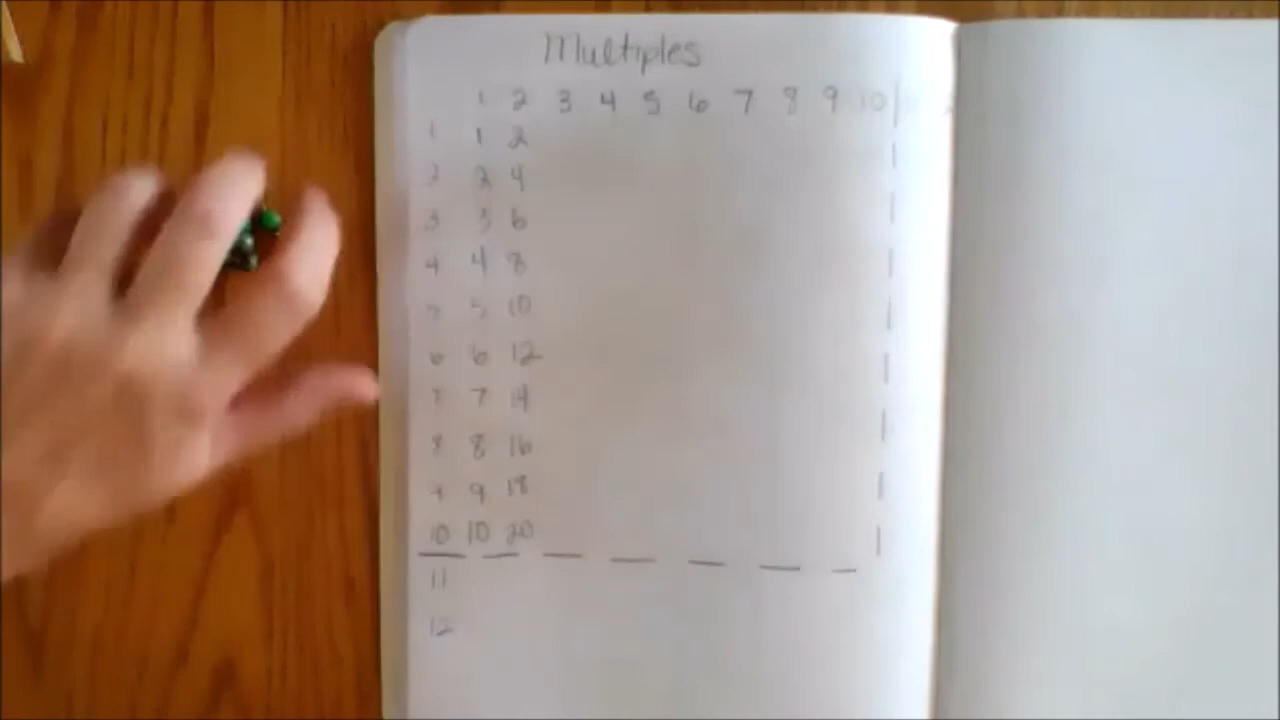 Multiples
1 2 3 4 5 6 7 8 9 10
1 1 2
2 2 4
3 3 6
4 4 8
5 5 10
6 6 12
7 7 14
8 8 16
9 9 18
10 10 20
11
12